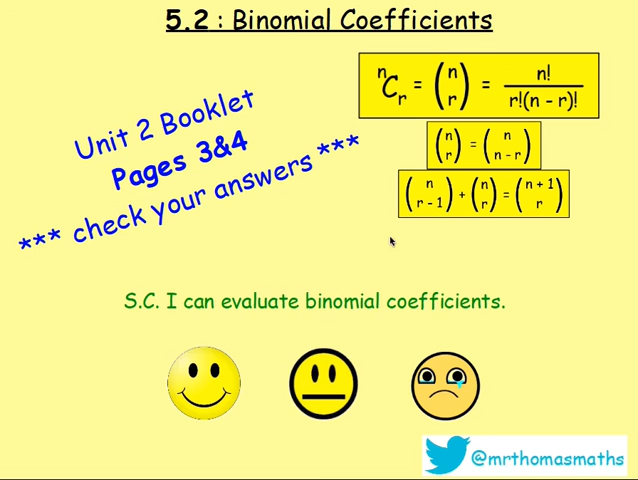 5.2 : Binomial Coefficients
Unit 2 Booklet
Pages 3&4
*** check your answers ***
ⁿCᵣ = (n r) = n! / r!(n - r)!
(n r) = (n n - r)
(n r - 1) + (n r) = (n + 1 r)
S.C. I can evaluate binomial coefficients.
@mrthomasmaths